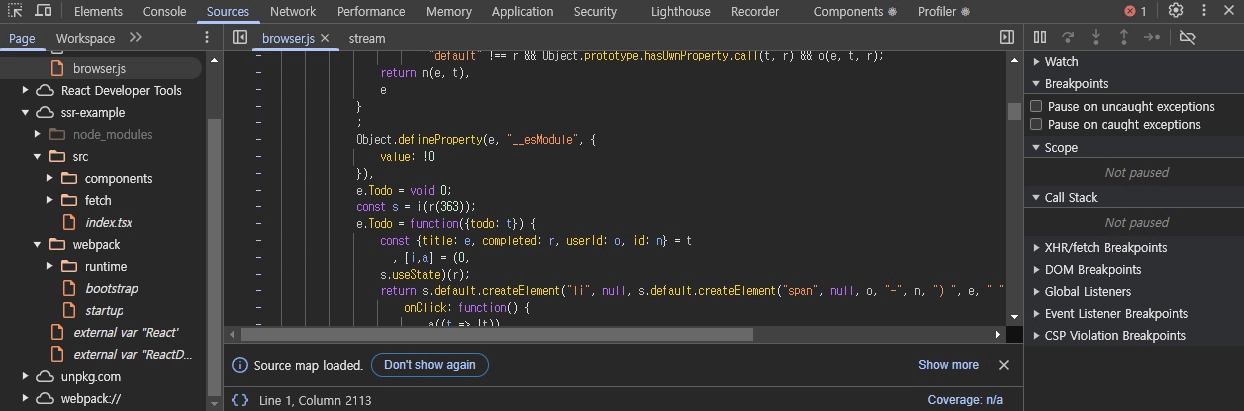 Elements Console Sources Network Performance Memory Application Security Lighthouse Recorder Components Profiler 1
Page Workspace
browser.js
React Developer Tools
ssr-example
node_modules
src
components
fetch
index.tsx
webpack
runtime
bootstrap
startup
external var "React"
external var "ReactD...
unpkg.com
webpack://
browser.js stream
"default" !== r && Object.prototype.hasOwnProperty.call(t, r) && o(e, t, r);
return n(e, t),
e
}
;
Object.defineProperty(e, "__esModule", {
value: !0
}),
e.Todo = void 0;
const s = i(r(363));
e.Todo = function({todo: t}) {
const {title: e, completed: r, userId: o, id: n} = t
, [i,a] = (0,
s.useState)(r);
return s.default.createElement("li", null, s.default.createElement("span", null, o, "-", n, ") ", e, " "
onClick: function() {
a((t => !t))
Source map loaded. Don't show again Show more
{} Line 1, Column 2113 Coverage: n/a
Watch
Breakpoints
Pause on uncaught exceptions
Pause on caught exceptions
Scope
Not paused
Call Stack
Not paused
XHR/fetch Breakpoints
DOM Breakpoints
Global Listeners
Event Listener Breakpoints
CSP Violation Breakpoints